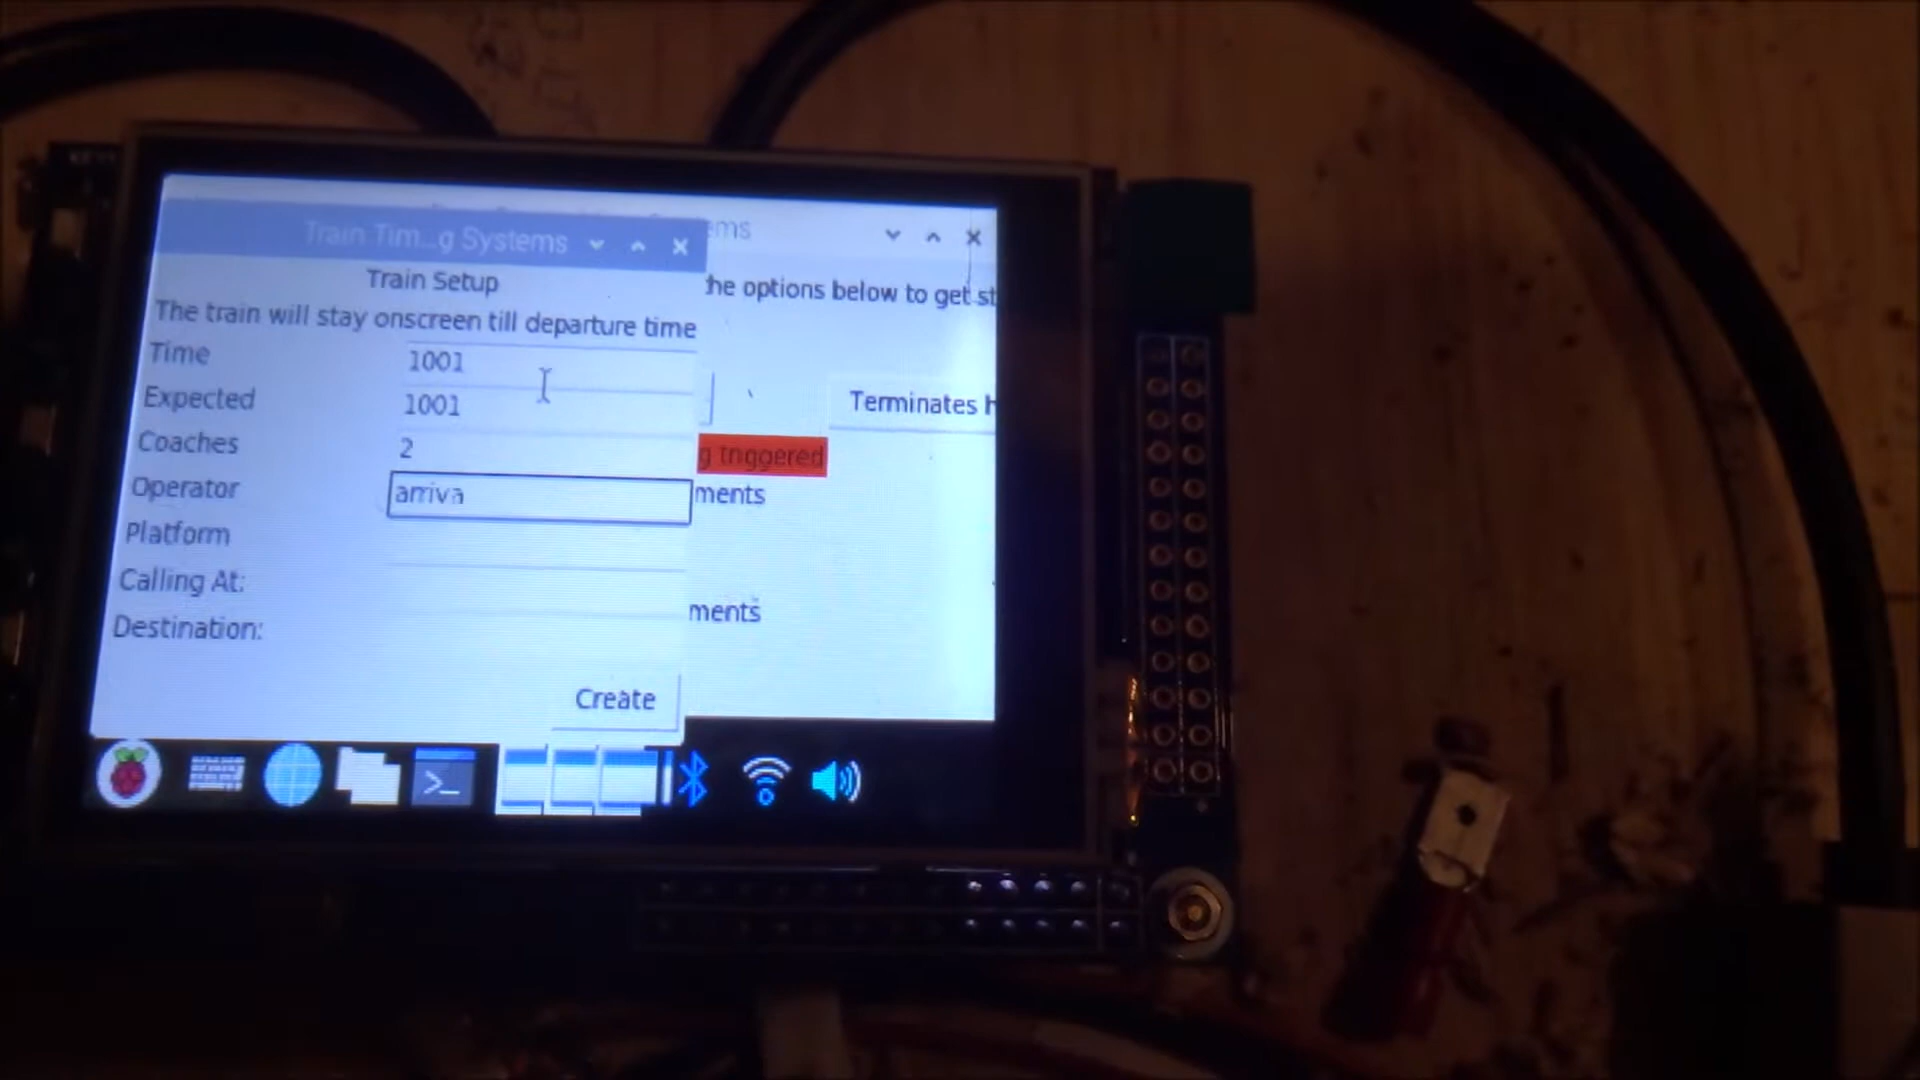 Train Tim...g Systems
ems
Train Setup
The train will stay onscreen till departure time
he options below to get st
Time 1001
Expected 1001
Terminates h
Coaches 2
g triggered
Operator arriva
ments
Platform
Calling At:
ments
Destination:
Create